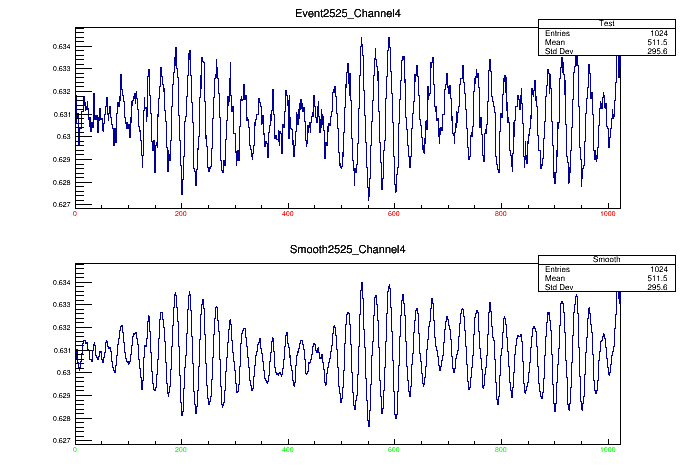 Event2525_Channel4
Test
Entries 1024
Mean 511.5
Std Dev 295.6
0.634
0.633
0.632
0.631
0.63
0.629
0.628
0.627
0 200 400 600 800 1000
Smooth2525_Channel4
Smooth
Entries 1024
Mean 511.5
Std Dev 295.6
0.634
0.633
0.632
0.631
0.63
0.629
0.628
0.627
0 200 400 600 800 1000